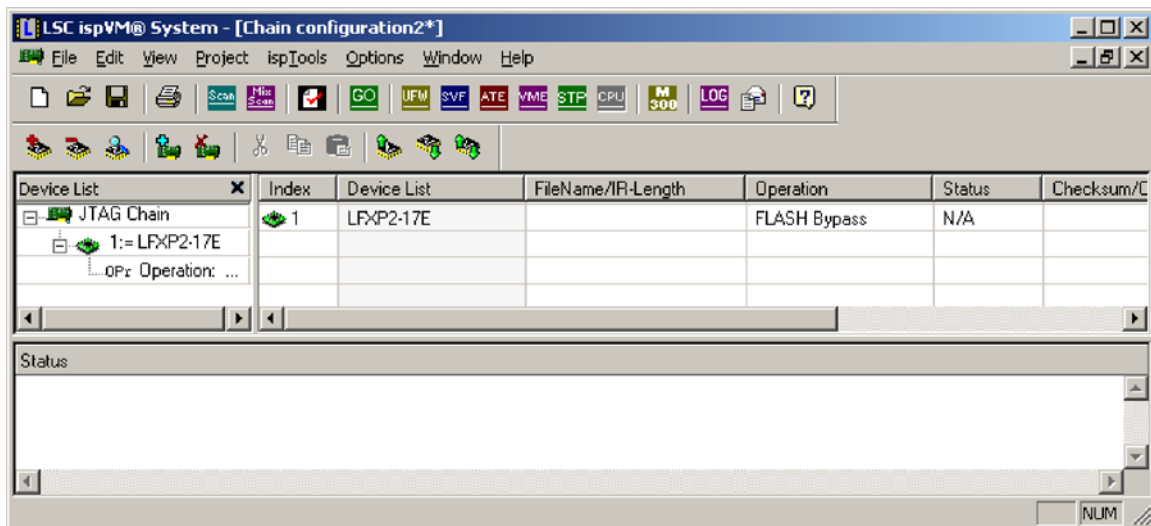 LSC ispVM® System - [Chain configuration2*]
File Edit View Project ispTools Options Window Help
Scan Mix Scan GO UFW SVF ATE VME STP CPU M 300 LOG
Device List Index Device List FileName/IR-Length Operation Status Checksum/C
JTAG Chain 1 LFXP2-17E FLASH Bypass N/A
1:= LFXP2-17E
OPr Operation: ...
Status
NUM